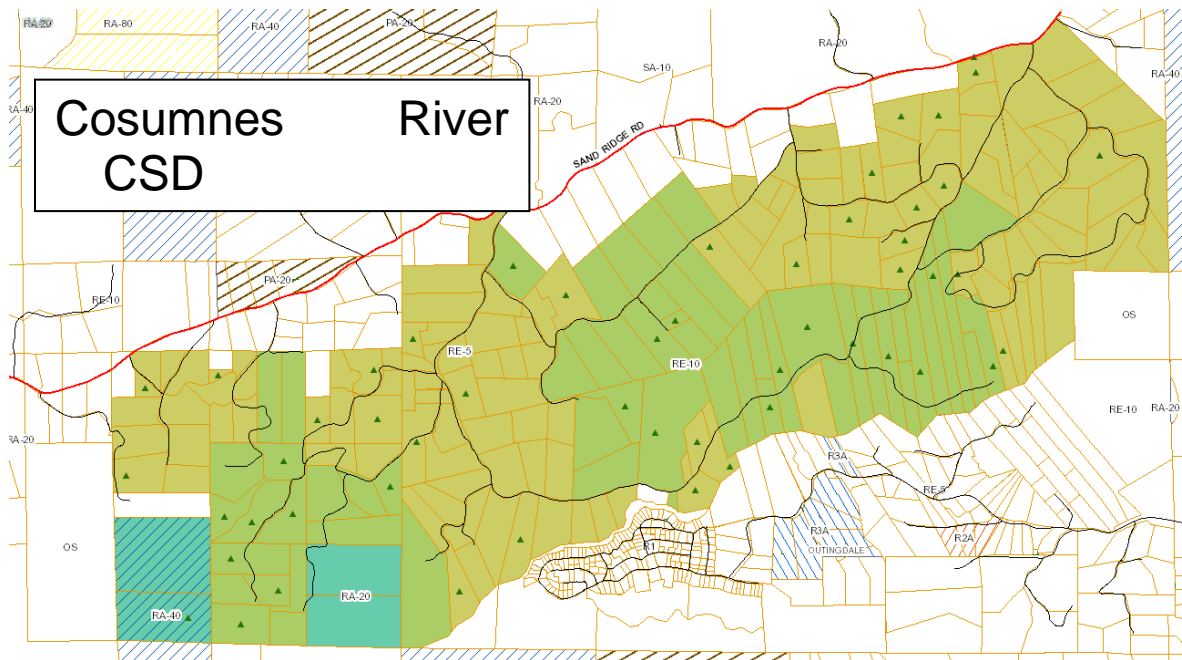 RA-20
RA-80
RA-40
PA-20
RA-20
SA-10
RA-40
RA-40
RA-20
Cosumnes River
CSD
SAND RIDGE RD
PA-20
RE-10
OS
RE-5
RE-10
RE-10
RA-20
RA-20
R3A
RE-5
R3A
R2A
OS
R1
OUTINGDALE
RA-40
RA-20